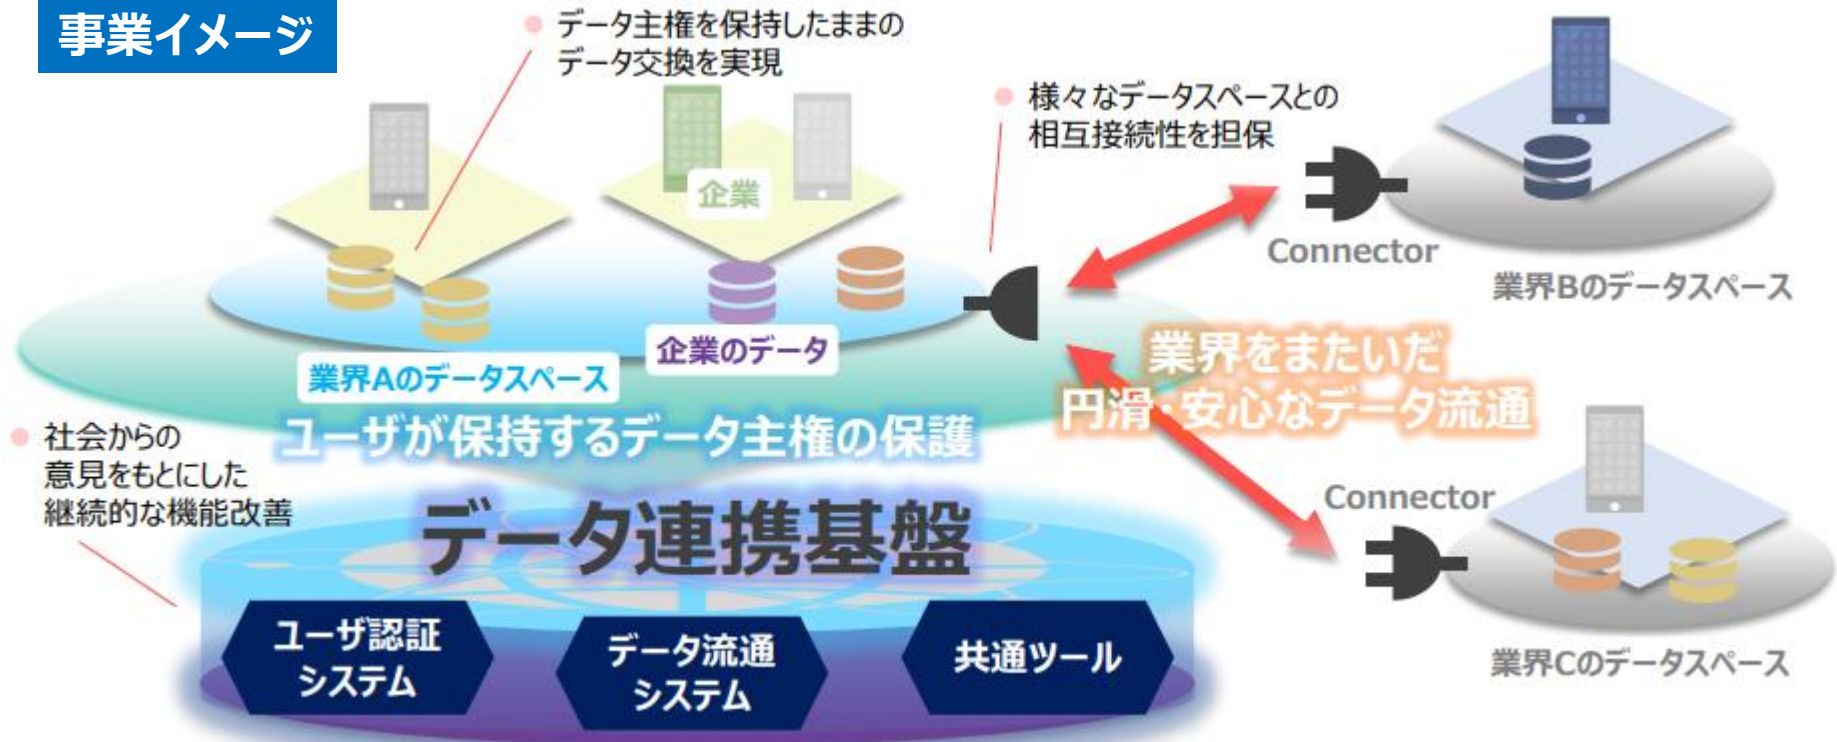 事業イメージ
データ主権を保持したままの
データ交換を実現
様々なデータスペースとの
相互接続性を担保
企業
Connector
業界Bのデータスペース
企業のデータ
業界Aのデータスペース
業界をまたいだ
円滑・安心なデータ流通
ユーザが保持するデータ主権の保護
社会からの
意見をもとにした
継続的な機能改善
データ連携基盤
Connector
業界Cのデータスペース
ユーザ認証
システム
データ流通
システム
共通ツール